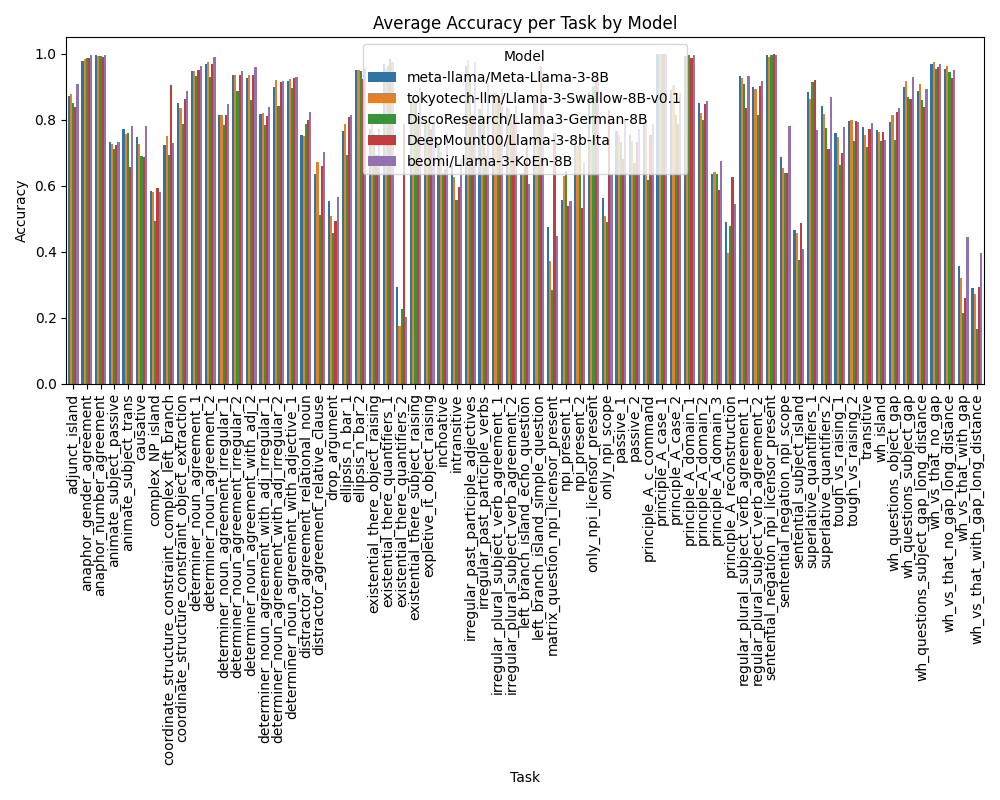 Average Accuracy per Task by Model
Model
meta-llama/Meta-Llama-3-8B
tokyotech-llm/Llama-3-Swallow-8B-v0.1
DiscoResearch/Llama3-German-8B
DeepMount00/Llama-3-8b-Ita
beomi/Llama-3-KoEn-8B
Accuracy
1.0
0.8
0.6
0.4
0.2
0.0
adjunct_island
anaphor_gender_agreement
anaphor_number_agreement
animate_subject_passive
animate_subject_trans
causative
complex_NP_island
coordinate_structure_constraint_complex_left_branch
coordinate_structure_constraint_object_extraction
determiner_noun_agreement_1
determiner_noun_agreement_2
determiner_noun_agreement_irregular_1
determiner_noun_agreement_irregular_2
determiner_noun_agreement_with_adj_2
determiner_noun_agreement_with_adj_irregular_1
determiner_noun_agreement_with_adj_irregular_2
determiner_noun_agreement_with_adjective_1
distractor_agreement_relational_noun
distractor_agreement_relative_clause
drop_argument
ellipsis_n_bar_1
ellipsis_n_bar_2
existential_there_object_raising
existential_there_quantifiers_1
existential_there_quantifiers_2
existential_there_subject_raising
expletive_it_object_raising
inchoative
intransitive
irregular_past_participle_adjectives
irregular_past_participle_verbs
irregular_plural_subject_verb_agreement_1
irregular_plural_subject_verb_agreement_2
left_branch_island_echo_question
left_branch_island_simple_question
matrix_question_npi_licensor_present
npi_present_1
npi_present_2
only_npi_licensor_present
only_npi_scope
passive_1
passive_2
principle_A_c_command
principle_A_case_1
principle_A_case_2
principle_A_domain_1
principle_A_domain_2
principle_A_domain_3
principle_A_reconstruction
regular_plural_subject_verb_agreement_1
regular_plural_subject_verb_agreement_2
sentential_negation_npi_licensor_present
sentential_negation_npi_scope
sentential_subject_island
superlative_quantifiers_1
superlative_quantifiers_2
tough_vs_raising_1
tough_vs_raising_2
transitive
wh_island
wh_questions_object_gap
wh_questions_subject_gap
wh_questions_subject_gap_long_distance
wh_vs_that_no_gap
wh_vs_that_no_gap_long_distance
wh_vs_that_with_gap
wh_vs_that_with_gap_long_distance
Task